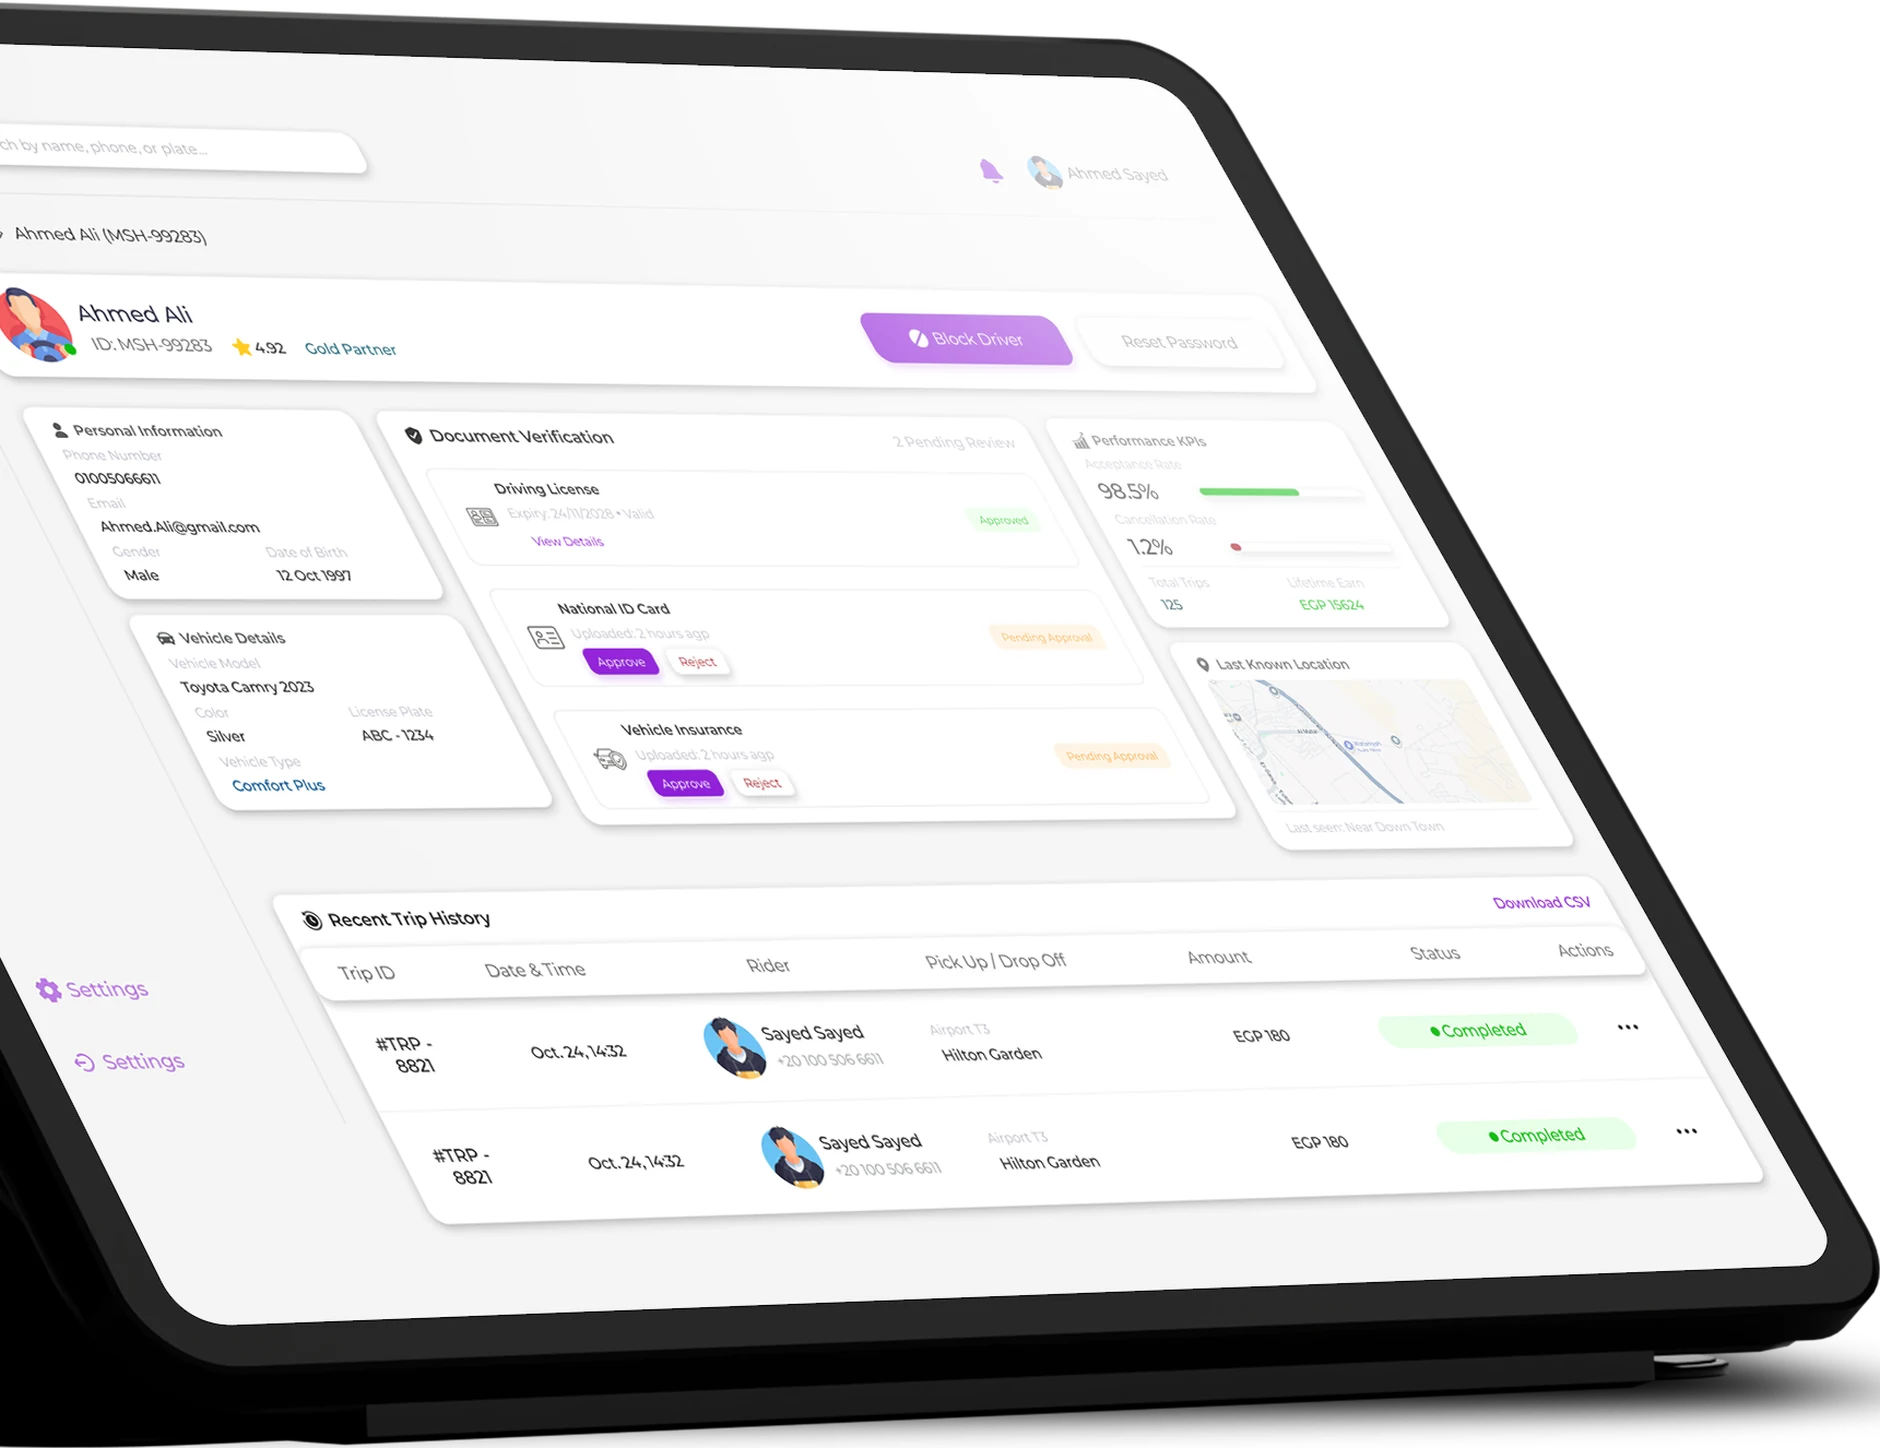 ch by name, phone, or plate...
Ahmed Sayed
Ahmed Ali (MSH-99283)
Ahmed Ali
ID: MSH-99283
4.92
Gold Partner
Block Driver
Reset Password
Personal Information
Phone Number
01005066611
Email
Ahmed.Ali@gmail.com
Gender
Date of Birth
Male
12 Oct 1997
Vehicle Details
Vehicle Model
Toyota Camry 2023
Color
License Plate
Silver
ABC - 1234
Vehicle Type
Comfort Plus
Document Verification
2 Pending Review
Driving License
Expiry: 24/11/2028 • Valid
View Details
Approved
National ID Card
Uploaded: 2 hours agp
Approve
Reject
Pending Approval
Vehicle Insurance
Uploaded: 2 hours agp
Approve
Reject
Pending Approval
Performance KPIs
Acceptance Rate
98.5%
Cancellation Rate
1.2%
Total Trips
Lifetime Earn
125
EGP 15624
Last Known Location
Last seen: Near Down Town
Recent Trip History
Download CSV
Trip ID
Date & Time
Rider
Pick Up / Drop Off
Amount
Status
Actions
#TRP -
8821
Oct. 24, 14:32
Sayed Sayed
+20 100 506 6611
Airport T3
Hilton Garden
EGP 180
Completed
#TRP -
8821
Oct. 24, 14:32
Sayed Sayed
+20 100 506 6611
Airport T3
Hilton Garden
EGP 180
Completed
Settings
Settings